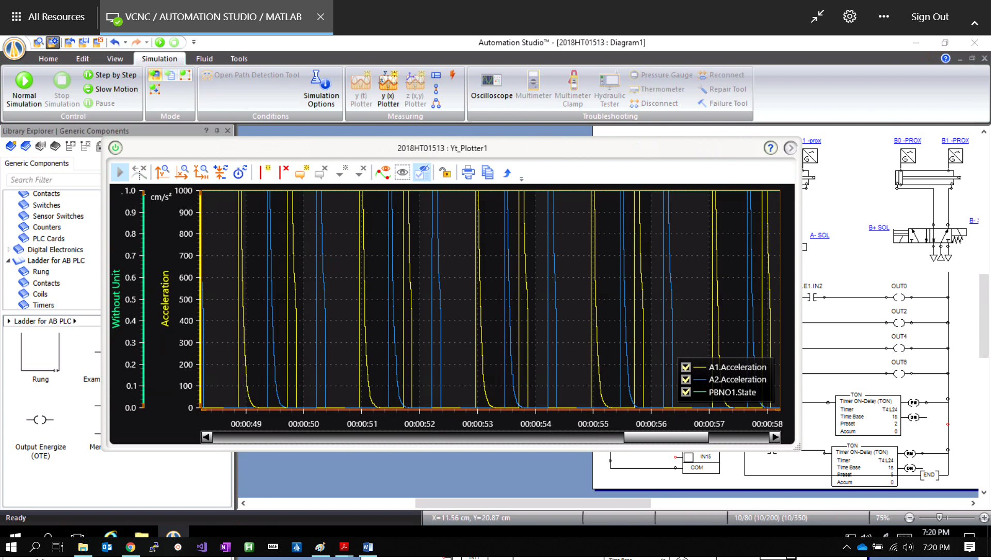 All Resources
VCNC / AUTOMATION STUDIO / MATLAB
Sign Out
Automation Studio™ - [2018HT01513 : Diagram1]
Home Edit View Simulation Fluid Tools
Normal Simulation
Stop Simulation
Step by Step
Slow Motion
Pause
Control
Mode
Open Path Detection Tool
Simulation Options
Conditions
y (t) Plotter
y (x) Plotter
z (x,y) Plotter
Measuring
Oscilloscope
Multimeter
Multimeter Clamp
Hydraulic Tester
Pressure Gauge
Thermometer
Disconnect
Reconnect
Repair Tool
Failure Tool
Troubleshooting
Library Explorer | Generic Components
Generic Components
Search Filter
Contacts
Switches
Sensor Switches
Counters
PLC Cards
Digital Electronics
Ladder for AB PLC
Rung
Contacts
Coils
Timers
Ladder for AB PLC
Rung
Exam
Output Energize (OTE)
Me
2018HT01513 : Yt_Plotter1
Without Unit
1.0
0.9
0.8
0.7
0.6
0.5
0.4
0.3
0.2
0.1
0.0
cm/s²
Acceleration
1000
900
800
700
600
500
400
300
200
100
0
00:00:49 00:00:50 00:00:51 00:00:52 00:00:53 00:00:54 00:00:55 00:00:56 00:00:57 00:00:58
A1.Acceleration
A2.Acceleration
PBNO1.State
1 -prox
B0 -PROX
B1 -PROX
G G G
B+ SOL
A- SOL
B-
E1.IN2
OUT0
OUT2
OUT4
OUT6
TON
Timer ON-Delay (TON)
Timer T4:L24
Time Base 1s
Preset 2
Accum 0
EN
DN
TON
Timer ON-Delay (TON)
Timer T4:L24
Time Base 1s
Preset 5
Accum 0
EN
DN
END
IN15
COM
Ready
X=11.56 cm, Y=20.87 cm
10/80 (10/200) (10/350)
75%
7:20 PM
NAE
7:20 PM